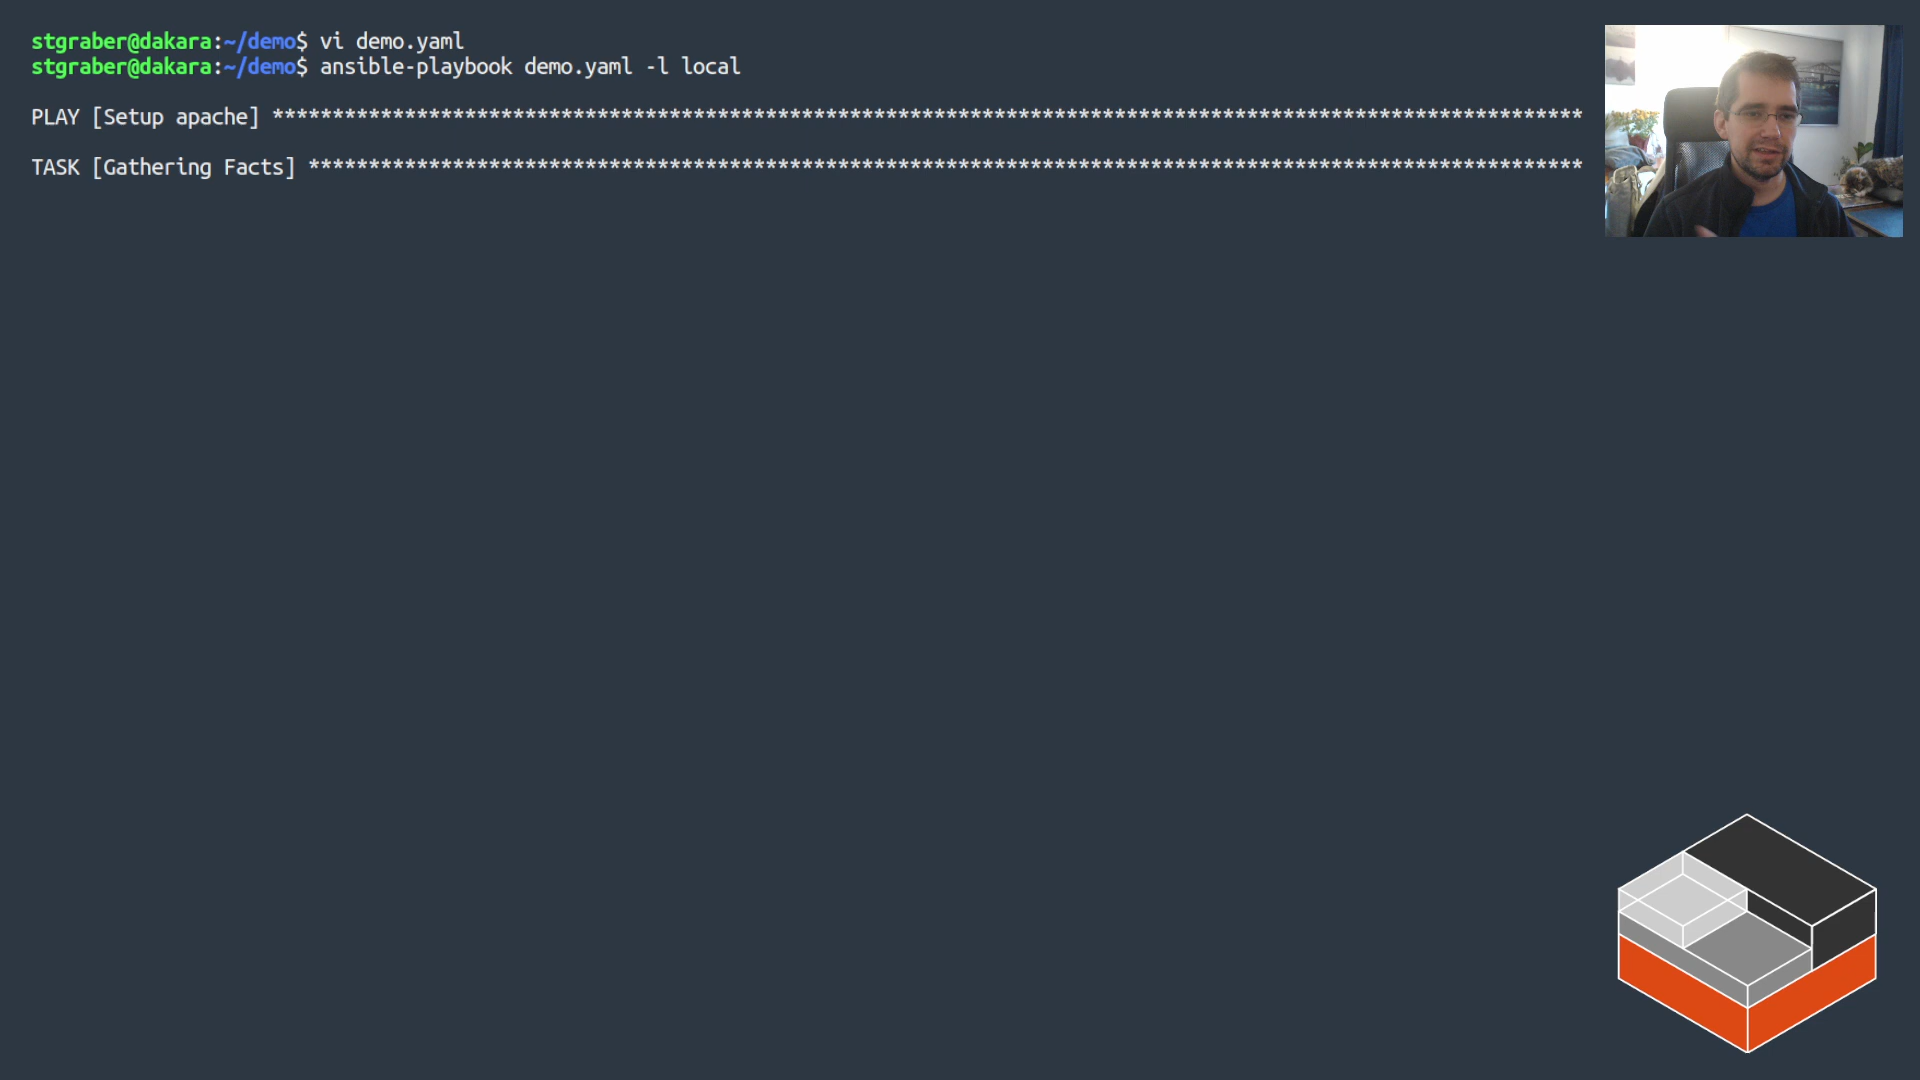 stgraber@dakara:~/demo$ vi demo.yaml
stgraber@dakara:~/demo$ ansible-playbook demo.yaml -l local
PLAY [Setup apache] *************************************************************************************************************
TASK [Gathering Facts] **********************************************************************************************************